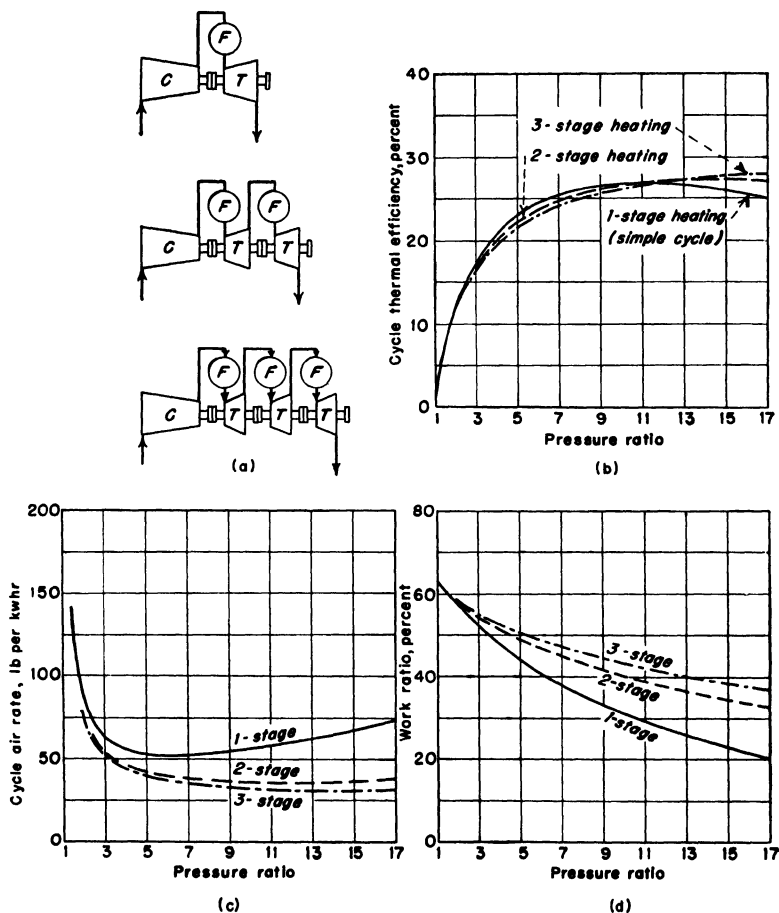 F
C
T
F
F
C
T
T
F
F
F
C
T
T
T
(a)
Cycle thermal efficiency, percent
40
30
20
10
0
3-stage heating
2-stage heating
1-stage heating
(simple cycle)
1 3 5 7 9 11 13 15 17
Pressure ratio
(b)
Cycle air rate, lb per kwhr
200
150
100
50
0
1-stage
2-stage
3-stage
1 3 5 7 9 11 13 15 17
Pressure ratio
(c)
Work ratio, percent
80
60
40
20
0
3-stage
2-stage
1-stage
1 3 5 7 9 11 13 15 17
Pressure ratio
(d)